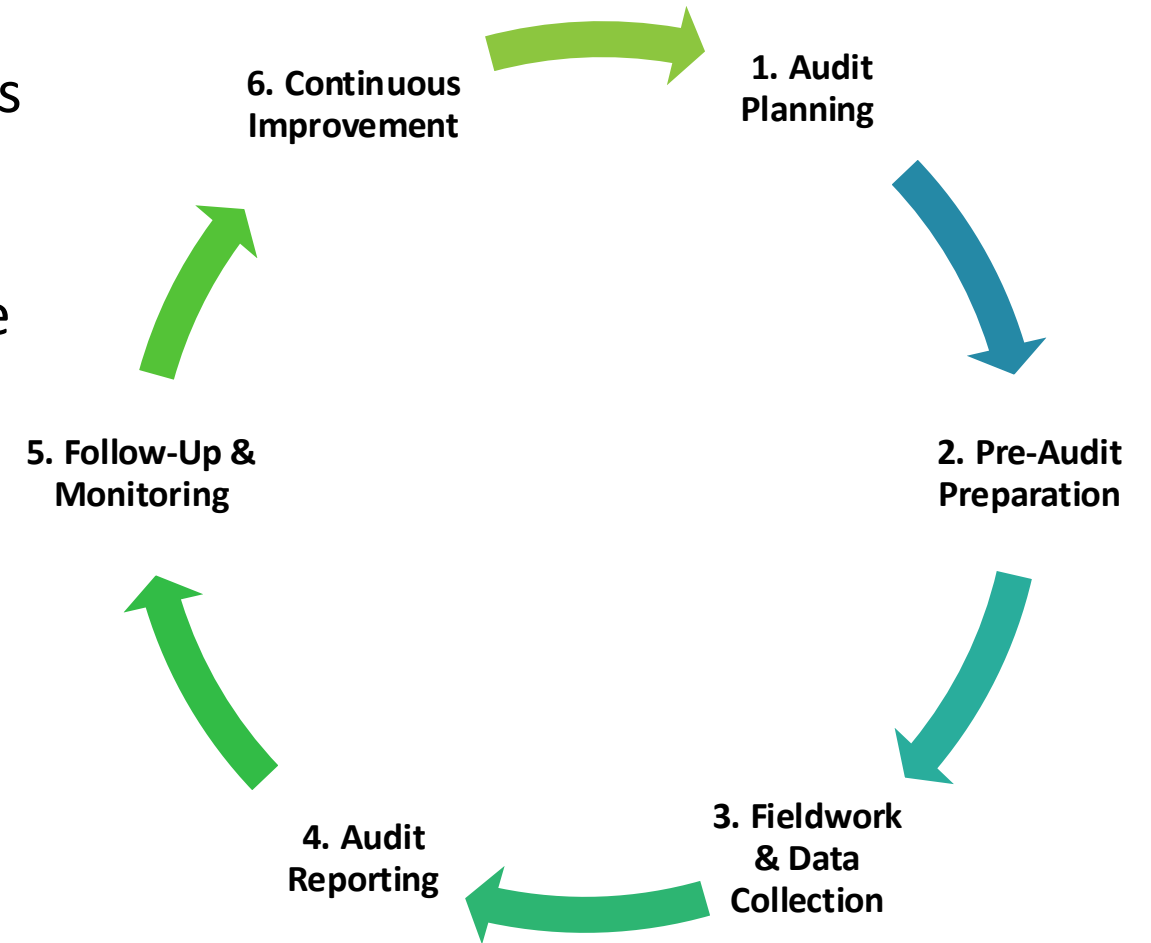 s
e
1. Audit
Planning
2. Pre-Audit
Preparation
3. Fieldwork
& Data
Collection
4. Audit
Reporting
5. Follow-Up &
Monitoring
6. Continuous
Improvement